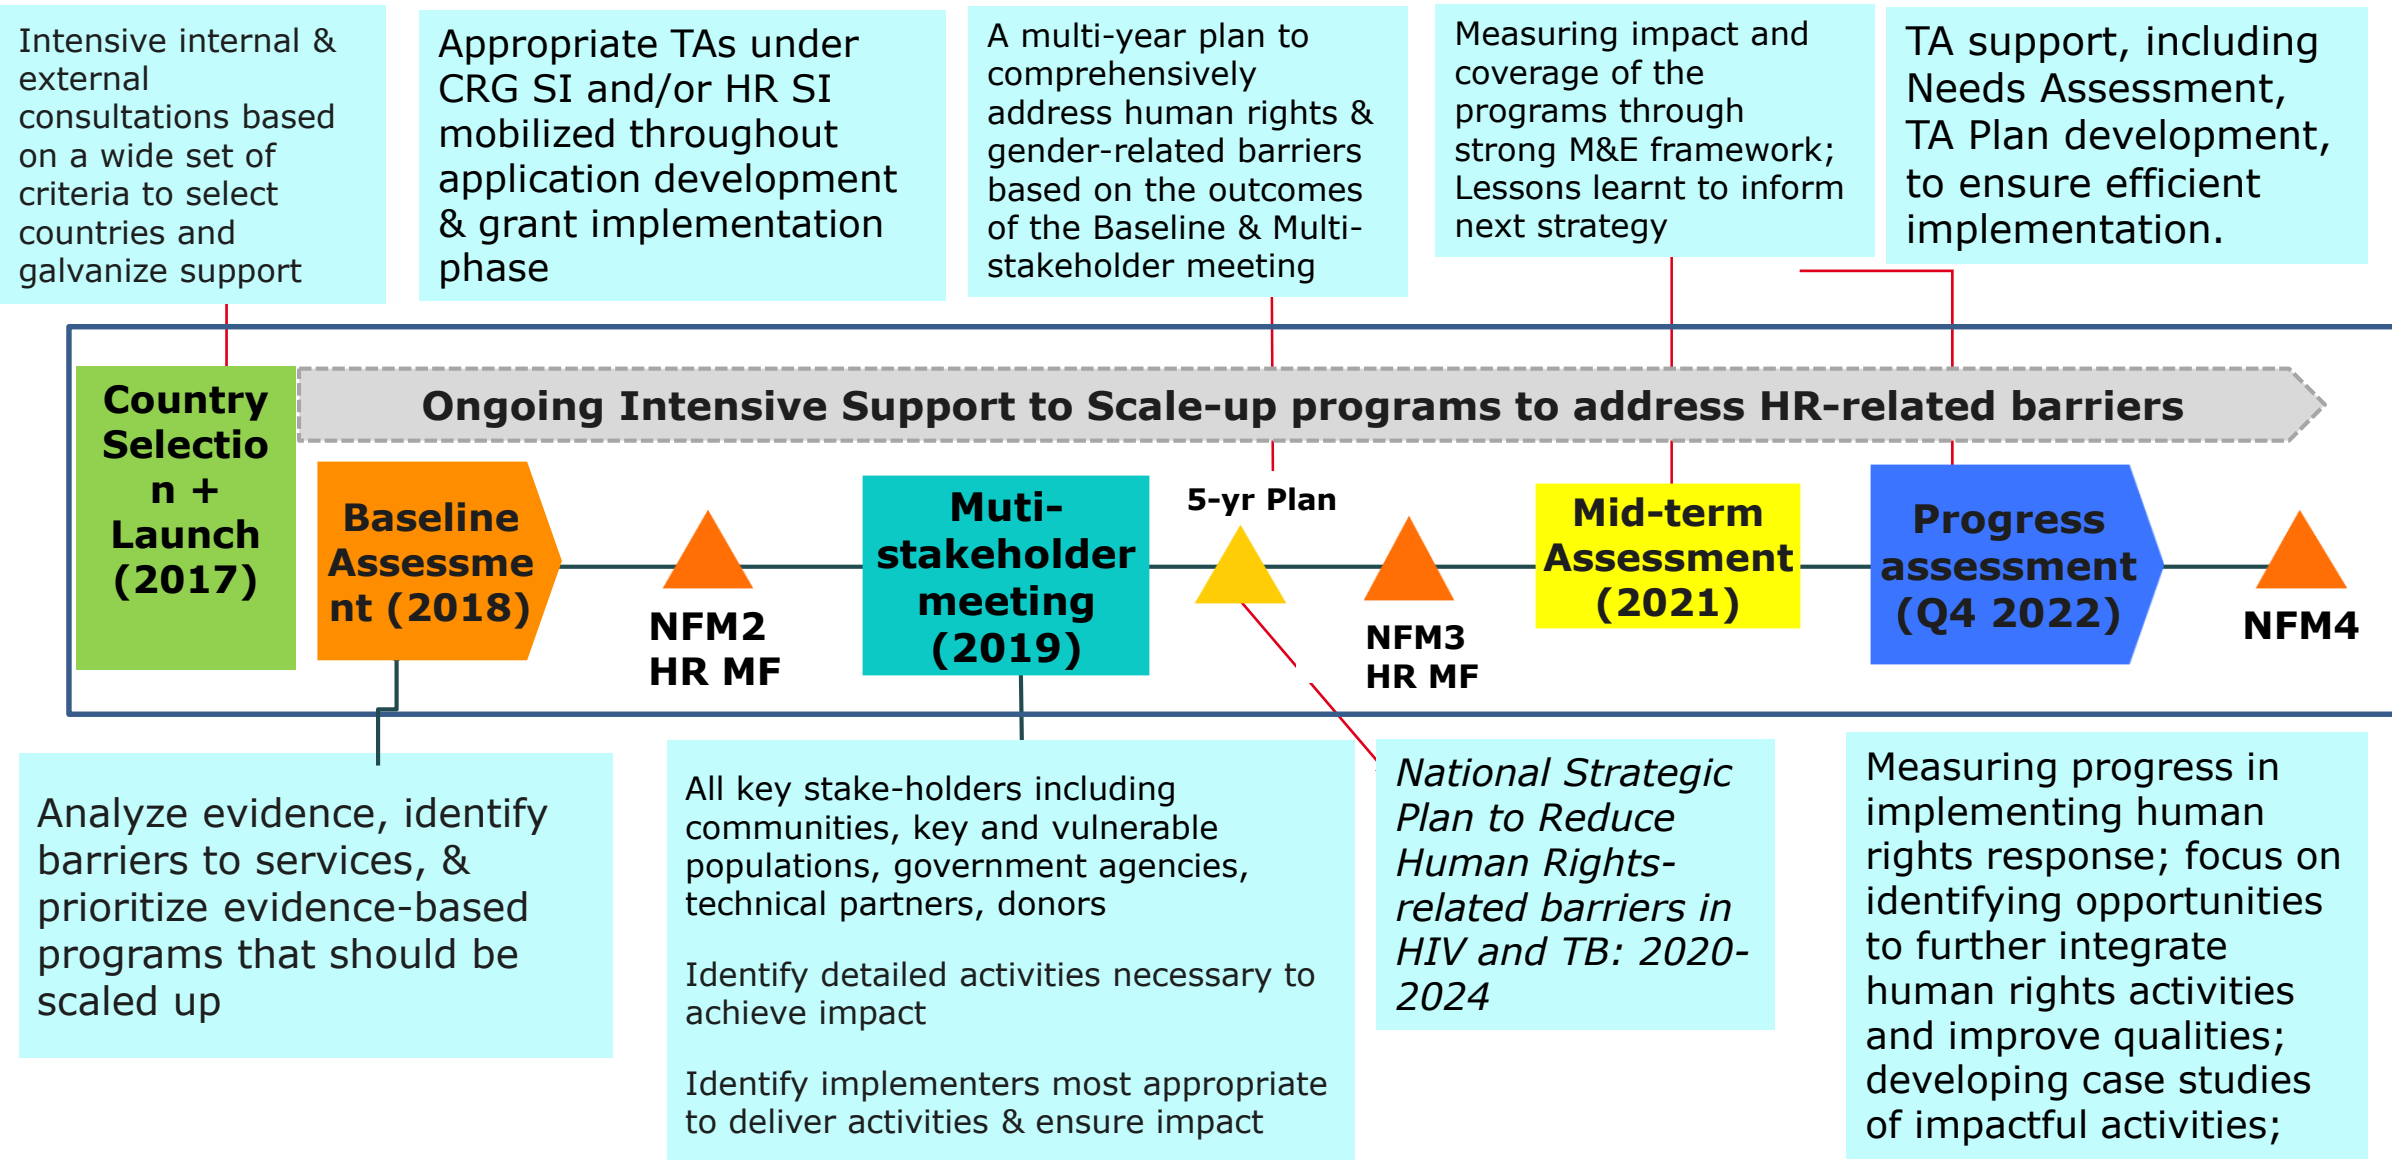 Intensive internal &
external
consultations based
on a wide set of
criteria to select
countries and
galvanize support
Appropriate TAs under
CRG SI and/or HR SI
mobilized throughout
application development
& grant implementation
phase
A multi-year plan to
comprehensively
address human rights &
gender-related barriers
based on the outcomes
of the Baseline & Multi-
stakeholder meeting
Measuring impact and
coverage of the
programs through
strong M&E framework;
Lessons learnt to inform
next strategy
TA support, including
Needs Assessment,
TA Plan development,
to ensure efficient
implementation.
Ongoing Intensive Support to Scale-up programs to address HR-related barriers
Country
Selectio
n +
Launch
(2017)
Baseline
Assessme
nt (2018)
NFM2
HR MF
Muti-
stakeholder
meeting
(2019)
5-yr Plan
NFM3
HR MF
Mid-term
Assessment
(2021)
Progress
assessment
(Q4 2022)
NFM4
Analyze evidence, identify
barriers to services, &
prioritize evidence-based
programs that should be
scaled up
All key stake-holders including
communities, key and vulnerable
populations, government agencies,
technical partners, donors
Identify detailed activities necessary to
achieve impact
Identify implementers most appropriate
to deliver activities & ensure impact
National Strategic
Plan to Reduce
Human Rights-
related barriers in
HIV and TB: 2020-
2024
Measuring progress in
implementing human
rights response; focus on
identifying opportunities
to further integrate
human rights activities
and improve qualities;
developing case studies
of impactful activities;